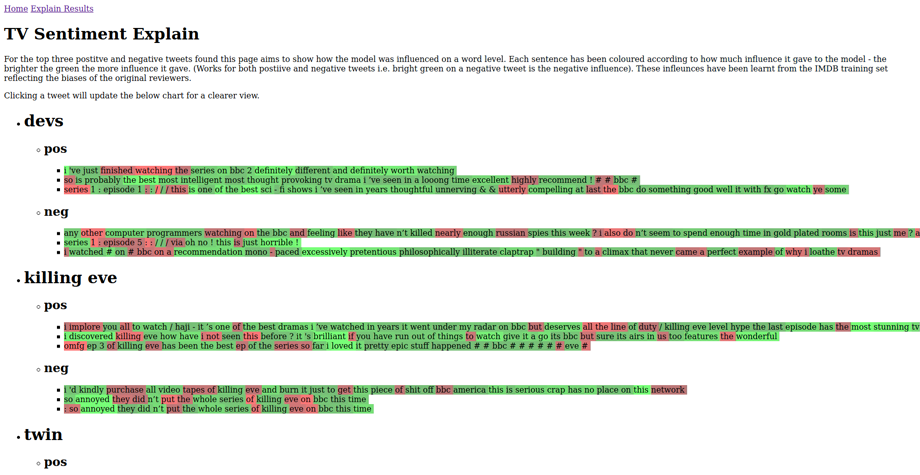 Home Explain Results
TV Sentiment Explain
For the top three postitve and negative tweets found this page aims to show how the model was influenced on a word level. Each sentence has been coloured according to how much influence it gave to the model - the
brighter the green the more influence it gave. (Works for both postiive and negative tweets i.e. bright green on a negative tweet is the negative influence). These infleunces have been learnt from the IMDB training set
reflecting the biases of the original reviewers.
Clicking a tweet will update the below chart for a clearer view.
devs
pos
i 've just finished watching the series on bbc 2 definitely different and definitely worth watching
so is probably the best most intelligent most thought provoking tv drama i 've seen in a looong time excellent highly recommend ! # # bbc #
series 1 : episode 1 : : / / / this is one of the best sci - fi shows i 've seen in years thoughtful unnerving & & utterly compelling at last the bbc do something good well it with fx go watch ye some
neg
any other computer programmers watching on the bbc and feeling like they have n't killed nearly enough russian spies this week ? i also do n't seem to spend enough time in gold plated rooms is this just me ? a
series 1 : episode 5 : : / / / via oh no ! this is just horrible !
i watched # on # bbc on a recommendation mono - paced excessively pretentious philosophically illiterate claptrap " building " to a climax that never came a perfect example of why i loathe tv dramas
killing eve
pos
i implore you all to watch / haji - it 's one of the best dramas i 've watched in years it went under my radar on bbc but deserves all the line of duty / killing eve level hype the last episode has the most stunning tv
i discovered killing eve how have i not seen this before ? it 's brilliant if you have run out of things to watch give it a go its bbc but sure its airs in us too features the wonderful
omfg ep 3 of killing eve has been the best ep of the series so far i loved it pretty epic stuff happened # # bbc # # # # # # eve #
neg
i 'd kindly purchase all video tapes of killing eve and burn it just to get this piece of shit off bbc america this is serious crap has no place on this network
so annoyed they did n't put the whole series of killing eve on bbc this time
: so annoyed they did n't put the whole series of killing eve on bbc this time
twin
pos